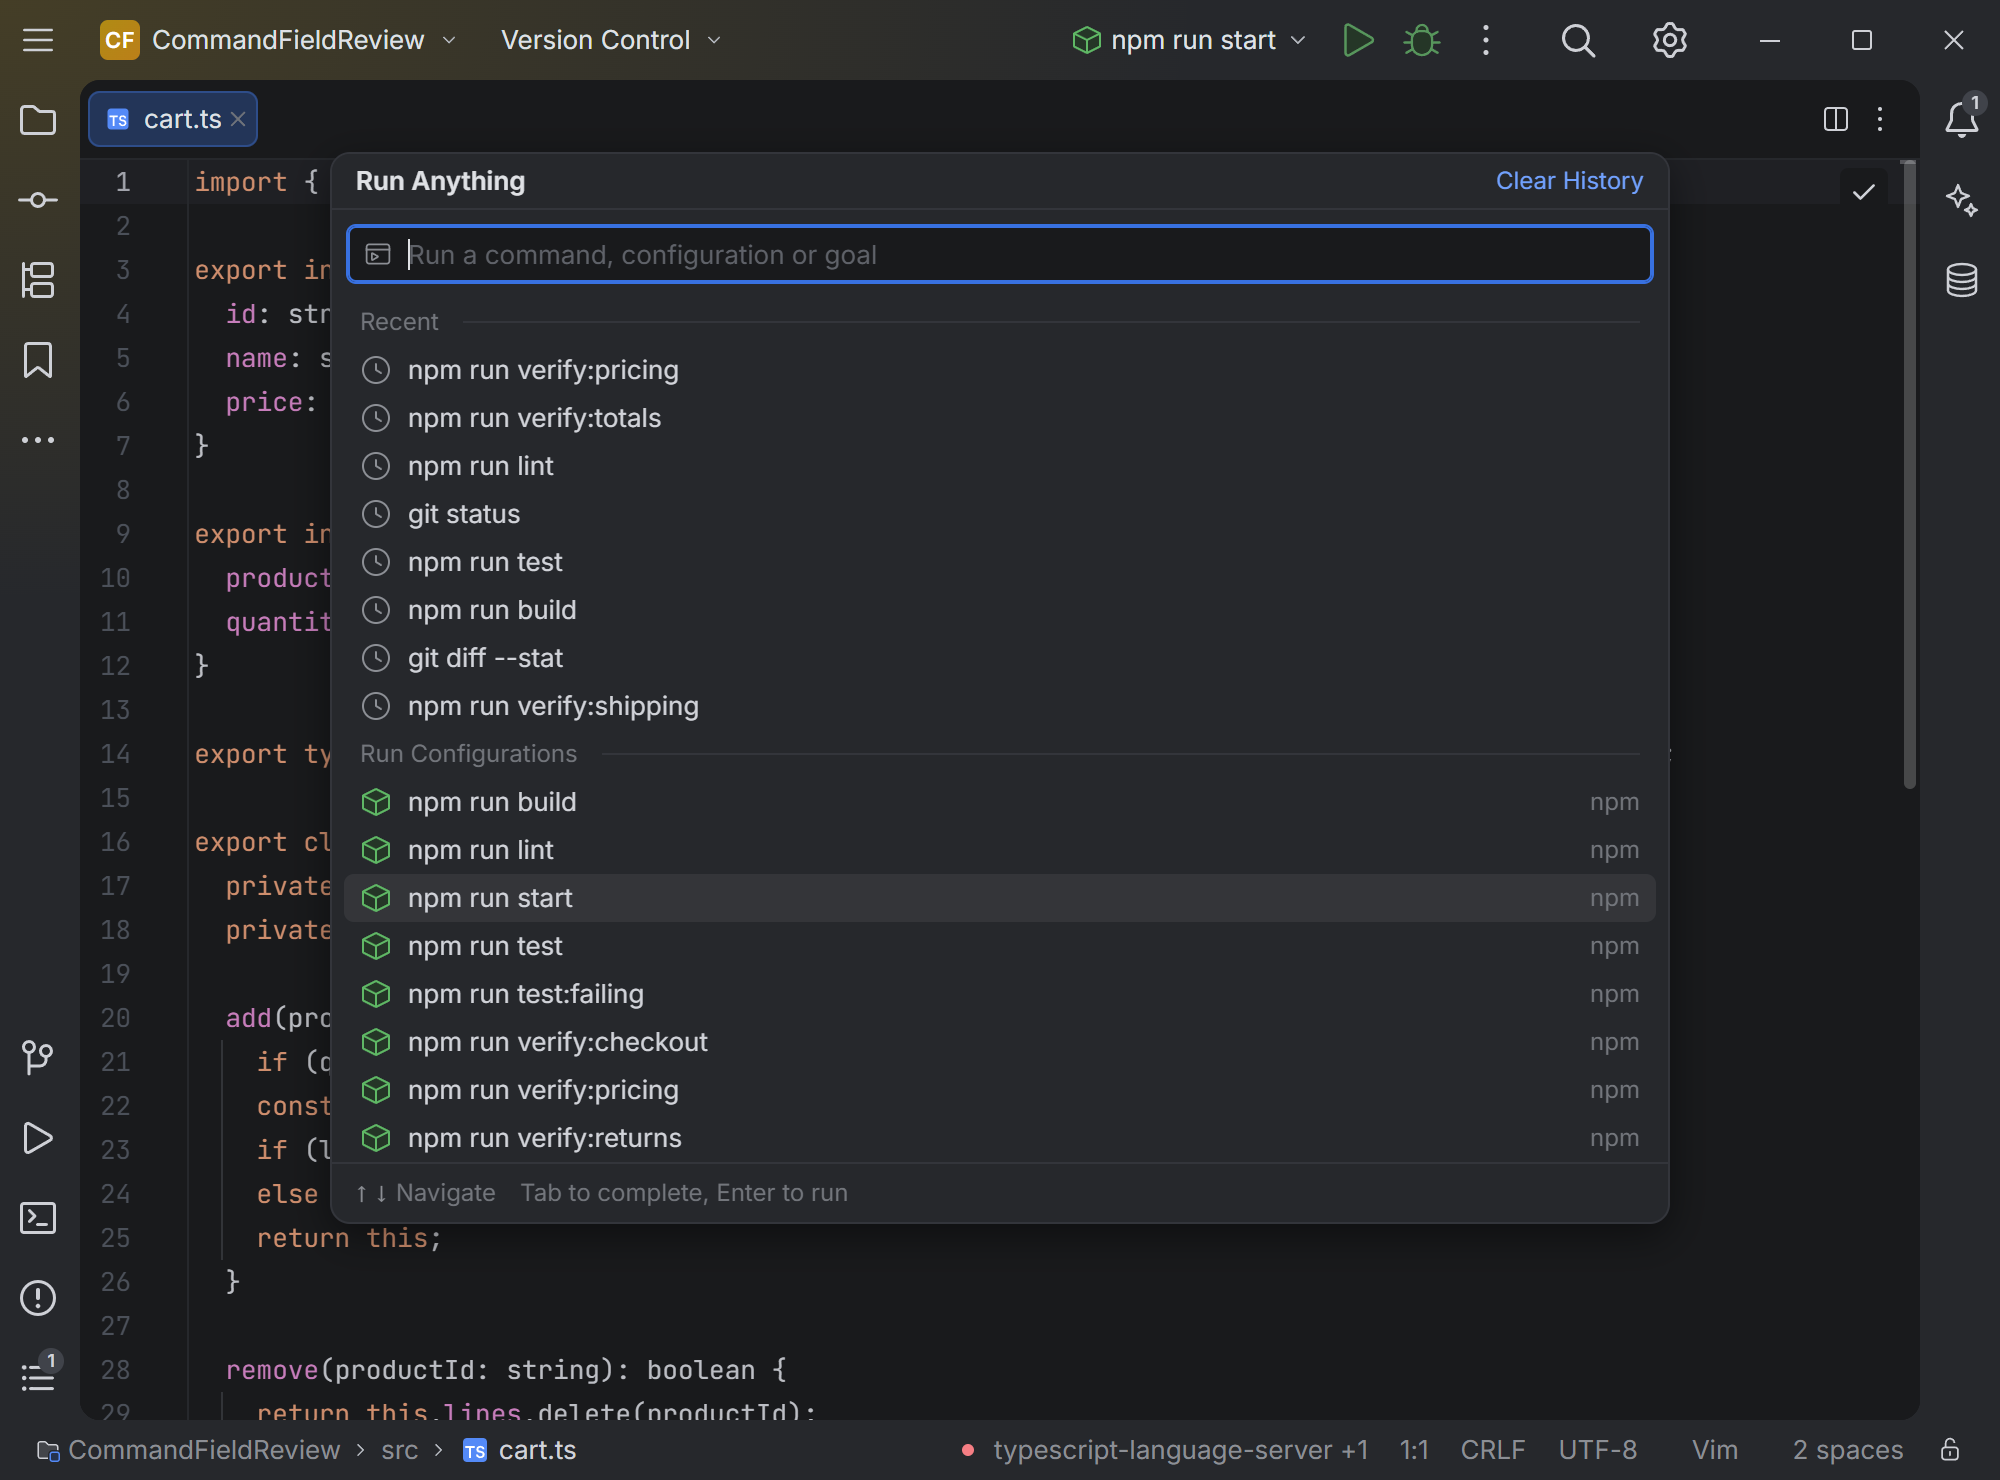 CF CommandFieldReview Version Control npm run start
TS cart.ts 1
Run Anything Clear History
Run a command, configuration or goal
Recent
npm run verify:pricing
npm run verify:totals
npm run lint
git status
npm run test
npm run build
git diff --stat
npm run verify:shipping
Run Configurations
npm run build npm
npm run lint npm
npm run start npm
npm run test npm
npm run test:failing npm
npm run verify:checkout npm
npm run verify:pricing npm
npm run verify:returns npm
↑ ↓ Navigate Tab to complete, Enter to run
1 import {
2
3 export in
4 id: str
5 name: s
6 price:
7 }
8
9 export in
10 product
11 quantit
12 }
13
14 export ty ;
15
16 export cl
17 private
18 private
19
20 add(pro
21 if (q
22 const
23 if (l
24 else
25 return this;
26 }
27
28 remove(productId: string): boolean {
29 return this.lines.delete(productId);
1
CommandFieldReview > src > TS cart.ts typescript-language-server +1 1:1 CRLF UTF-8 Vim 2 spaces